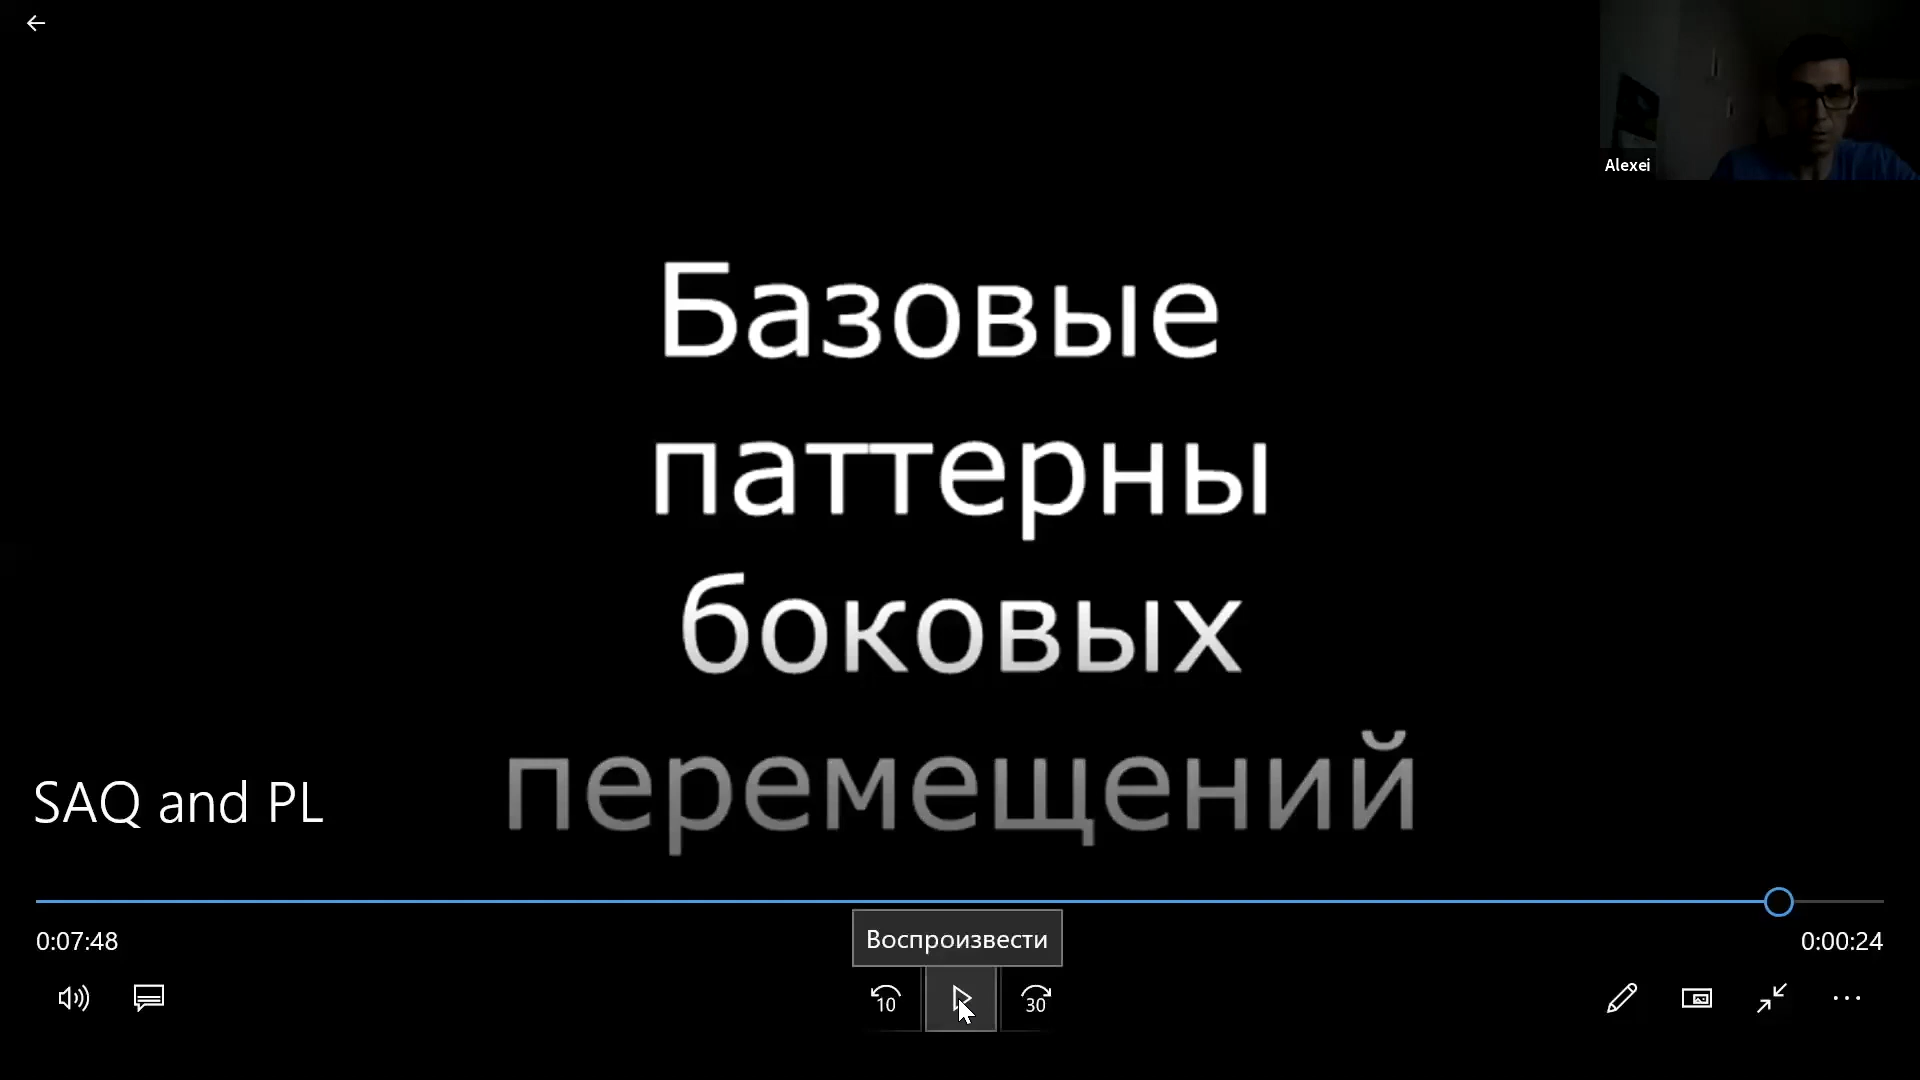 Alexei
Базовые
паттерны
боковых
перемещений
SAQ and PL
0:07:48
Воспроизвести
0:00:24
10
30